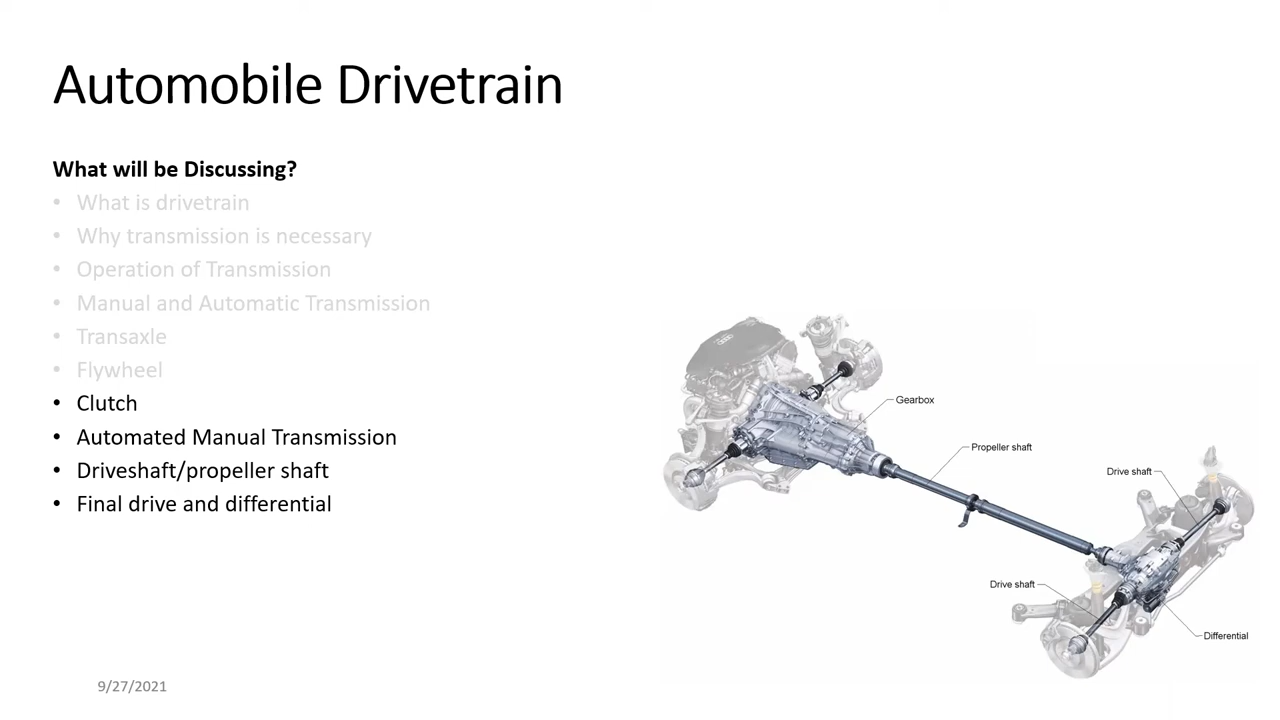 Automobile Drivetrain
What will be Discussing?
• What is drivetrain
• Why transmission is necessary
• Operation of Transmission
• Manual and Automatic Transmission
• Transaxle
• Flywheel
• Clutch
• Automated Manual Transmission
• Driveshaft/propeller shaft
• Final drive and differential
Gearbox
Propeller shaft
Drive shaft
Drive shaft
Differential
9/27/2021